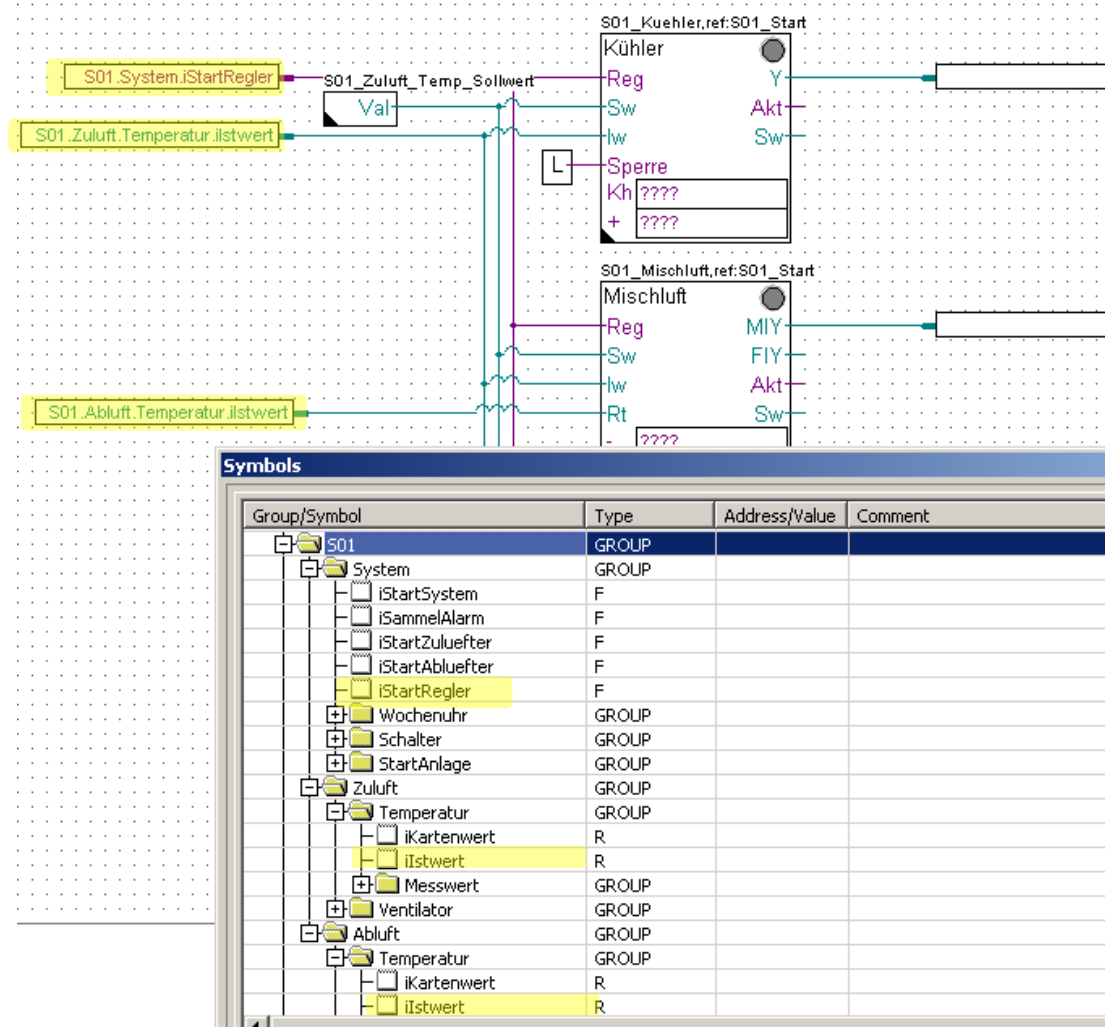 S01_Kuehler,ref:S01_Start
Kühler
S01.System.iStartRegler
S01_Zuluft_Temp_Sollwert
Reg
Y
Val
Sw
Akt
S01.Zuluft.Temperatur.iIstwert
Iw
Sw
L
Sperre
Kh ????
+ ????
S01_Mischluft,ref:S01_Start
Mischluft
Reg
MIY
Sw
FIY
Iw
Akt
S01.Abluft.Temperatur.iIstwert
Rt
Sw
- ????
Symbols
Group/Symbol Type Address/Value Comment
S01 GROUP
System GROUP
iStartSystem F
iSammelAlarm F
iStartZuluefter F
iStartAbluefter F
iStartRegler F
Wochenuhr GROUP
Schalter GROUP
StartAnlage GROUP
Zuluft GROUP
Temperatur GROUP
iKartenwert R
iIstwert R
Messwert GROUP
Ventilator GROUP
Abluft GROUP
Temperatur GROUP
iKartenwert R
iIstwert R